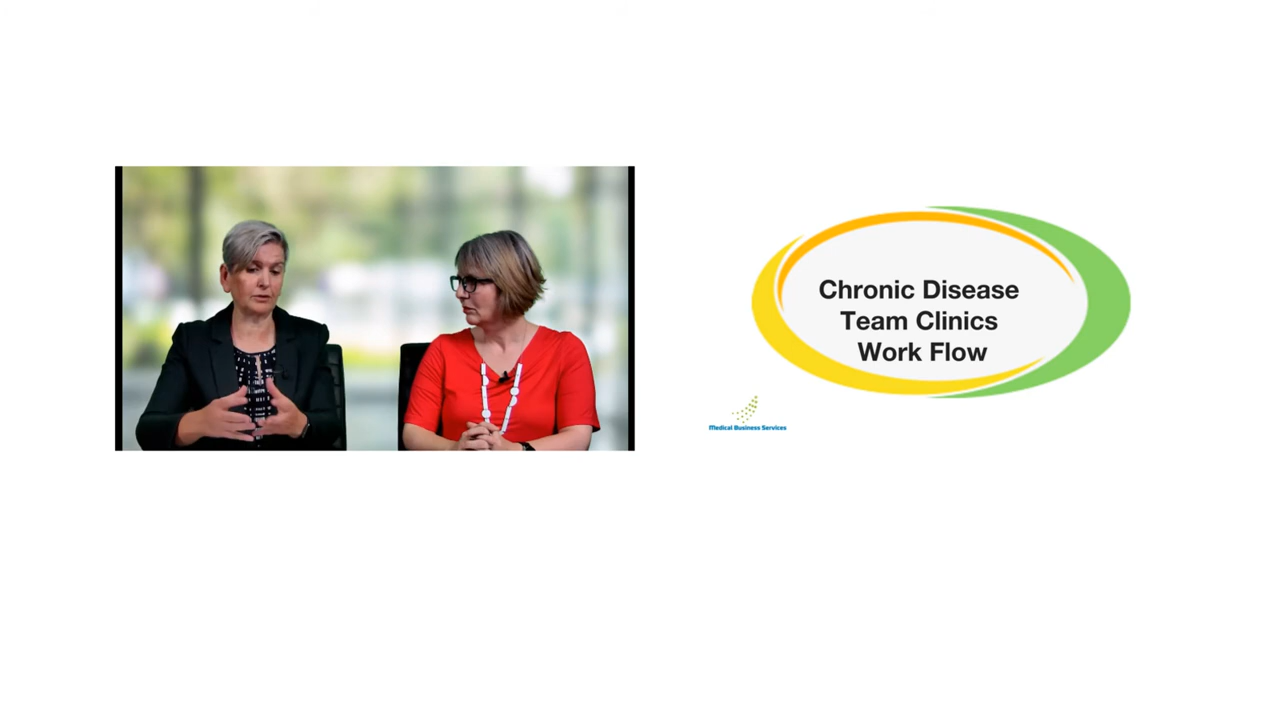 Chronic Disease
Team Clinics
Work Flow
Medical Business Services